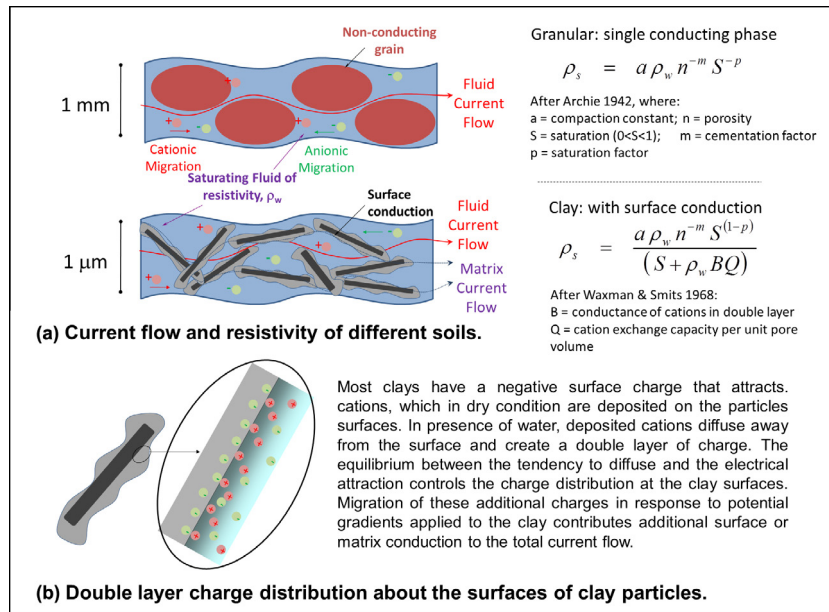 Non-conducting
grain
1 mm
+
-
Fluid
Current
Flow
+
-
+
-
Cationic
Migration
Anionic
Migration
Saturating Fluid of
resistivity, ρw
Surface
conduction
Granular: single conducting phase
ρs = a ρw n^-m S^-p
After Archie 1942, where:
a = compaction constant; n = porosity
S = saturation (0<S<1); m = cementation factor
p = saturation factor
1 μm
+
-
+
-
+
-
Fluid
Current
Flow
Matrix
Current
Flow
Clay: with surface conduction
ρs = a ρw n^-m S^(1-p) / (S + ρw BQ)
After Waxman & Smits 1968:
B = conductance of cations in double layer
Q = cation exchange capacity per unit pore
volume
(a) Current flow and resistivity of different soils.
Most clays have a negative surface charge that attracts.
cations, which in dry condition are deposited on the particles
surfaces. In presence of water, deposited cations diffuse away
from the surface and create a double layer of charge. The
equilibrium between the tendency to diffuse and the electrical
attraction controls the charge distribution at the clay surfaces.
Migration of these additional charges in response to potential
gradients applied to the clay contributes additional surface or
matrix conduction to the total current flow.
(b) Double layer charge distribution about the surfaces of clay particles.